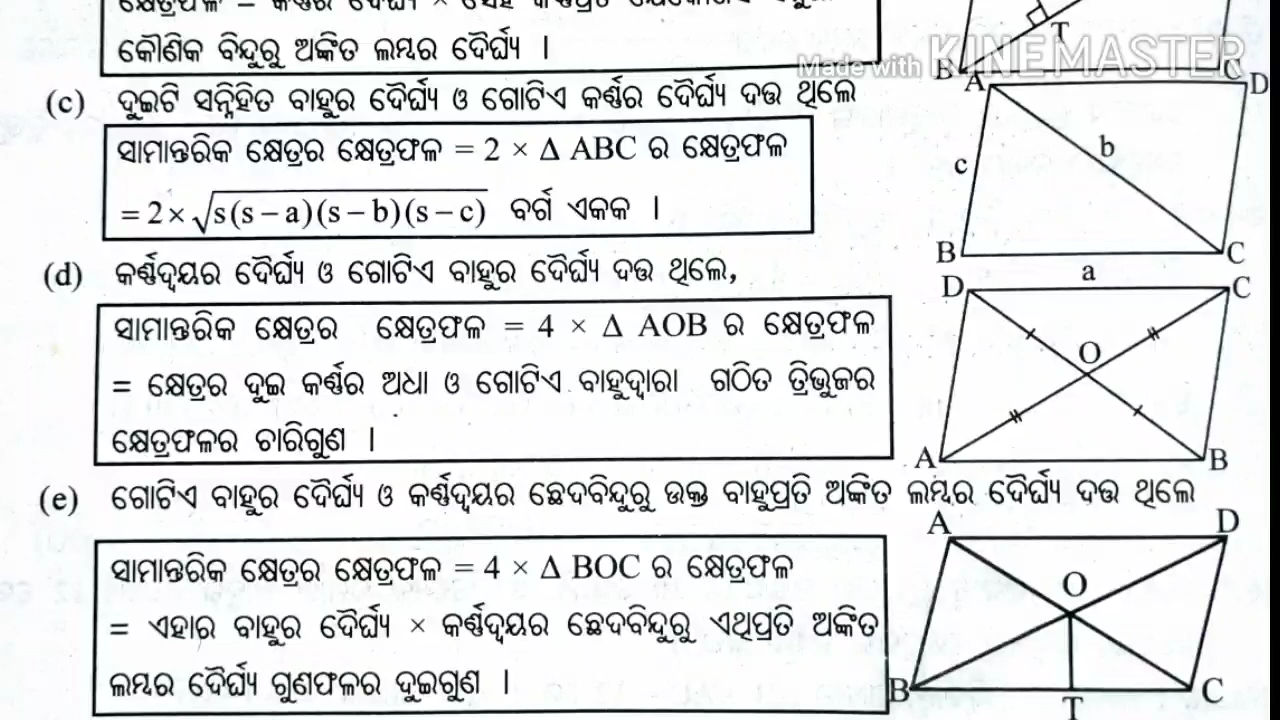 କୌଣିକ ବିନ୍ଦୁରୁ ଅଙ୍କିତ ଲମ୍ବର ଦୈର୍ଘ୍ୟ ।
T
B C
Made with KINEMASTER
(c) ଦୁଇଟି ସନ୍ନିହିତ ବାହୁର ଦୈର୍ଘ୍ୟ ଓ ଗୋଟିଏ କର୍ଣ୍ଣର ଦୈର୍ଘ୍ୟ ଦତ୍ତ ଥିଲେ
ସାମାନ୍ତରିକ କ୍ଷେତ୍ରର କ୍ଷେତ୍ରଫଳ = 2 × Δ ABC ର କ୍ଷେତ୍ରଫଳ
= 2 × √s(s − a)(s − b)(s − c) ବର୍ଗ ଏକକ ।
A D
c b
B C
a
(d) କର୍ଣ୍ଣଦ୍ୱୟର ଦୈର୍ଘ୍ୟ ଓ ଗୋଟିଏ ବାହୁର ଦୈର୍ଘ୍ୟ ଦତ୍ତ ଥିଲେ,
ସାମାନ୍ତରିକ କ୍ଷେତ୍ରର କ୍ଷେତ୍ରଫଳ = 4 × Δ AOB ର କ୍ଷେତ୍ରଫଳ
= କ୍ଷେତ୍ରର ଦୁଇ କର୍ଣ୍ଣର ଅଧା ଓ ଗୋଟିଏ ବାହୁଦ୍ୱାରା ଗଠିତ ତ୍ରିଭୁଜର
କ୍ଷେତ୍ରଫଳର ଚାରିଗୁଣ ।
D C
O
A B
(e) ଗୋଟିଏ ବାହୁର ଦୈର୍ଘ୍ୟ ଓ କର୍ଣ୍ଣଦ୍ୱୟର ଛେଦବିନ୍ଦୁରୁ ଉକ୍ତ ବାହୁପ୍ରତି ଅଙ୍କିତ ଲମ୍ବର ଦୈର୍ଘ୍ୟ ଦତ୍ତ ଥିଲେ
ସାମାନ୍ତରିକ କ୍ଷେତ୍ରର କ୍ଷେତ୍ରଫଳ = 4 × Δ BOC ର କ୍ଷେତ୍ରଫଳ
= ଏହାର ବାହୁର ଦୈର୍ଘ୍ୟ × କର୍ଣ୍ଣଦ୍ୱୟର ଛେଦବିନ୍ଦୁରୁ ଏଥିପ୍ରତି ଅଙ୍କିତ
ଲମ୍ବର ଦୈର୍ଘ୍ୟ ଗୁଣଫଳର ଦୁଇଗୁଣ ।
A D
O
B C
T